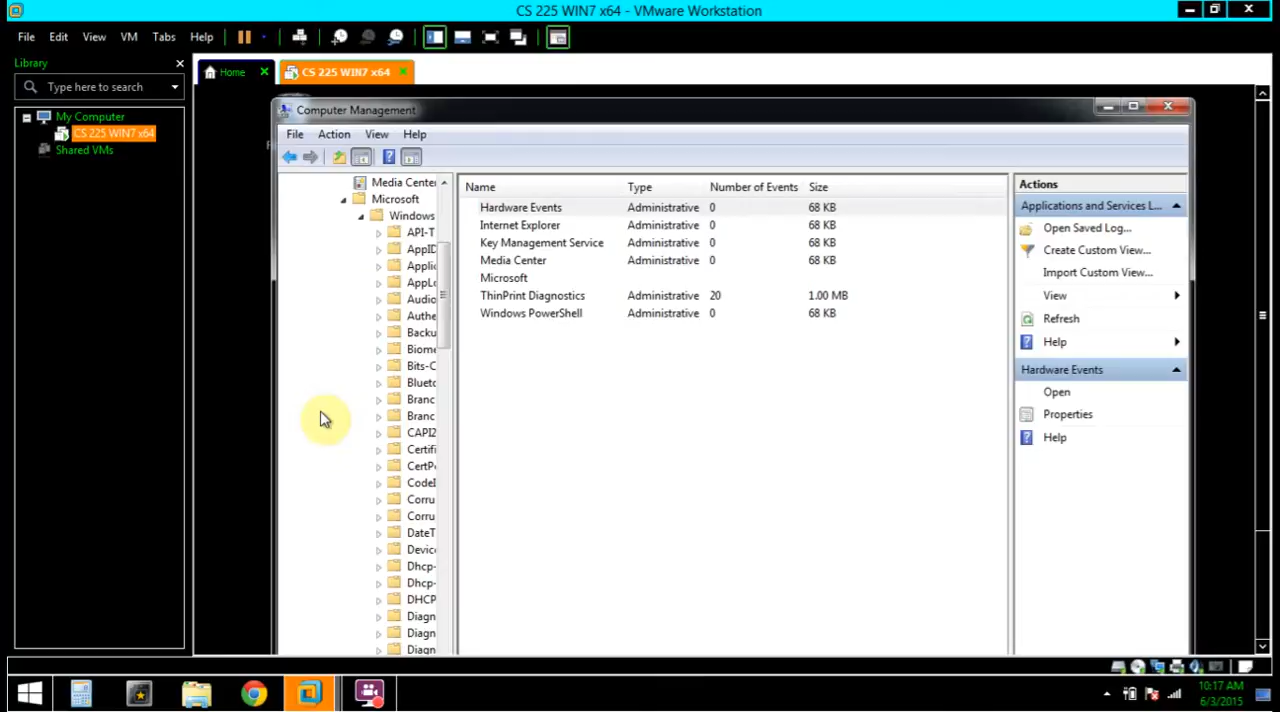 CS 225 WIN7 x64 - VMware Workstation
File Edit View VM Tabs Help
Library
Type here to search
My Computer
CS 225 WIN7 x64
Shared VMs
Home
CS 225 WIN7 x64
Computer Management
File Action View Help
Media Center
Microsoft
Windows
API-T
AppID
Applic
AppLo
Audio
Authe
Backu
Biome
Bits-C
Blueto
Branc
Branc
CAPI2
Certifi
CertPo
CodeI
Corru
Corru
DateT
Device
Dhcp-
Dhcp-
DHCP
Diagn
Diagn
Diagn
Name Type Number of Events Size
Hardware Events Administrative 0 68 KB
Internet Explorer Administrative 0 68 KB
Key Management Service Administrative 0 68 KB
Media Center Administrative 0 68 KB
Microsoft
ThinPrint Diagnostics Administrative 20 1.00 MB
Windows PowerShell Administrative 0 68 KB
Actions
Applications and Services L...
Open Saved Log...
Create Custom View...
Import Custom View...
View
Refresh
Help
Hardware Events
Open
Properties
Help
10:17 AM
6/3/2015